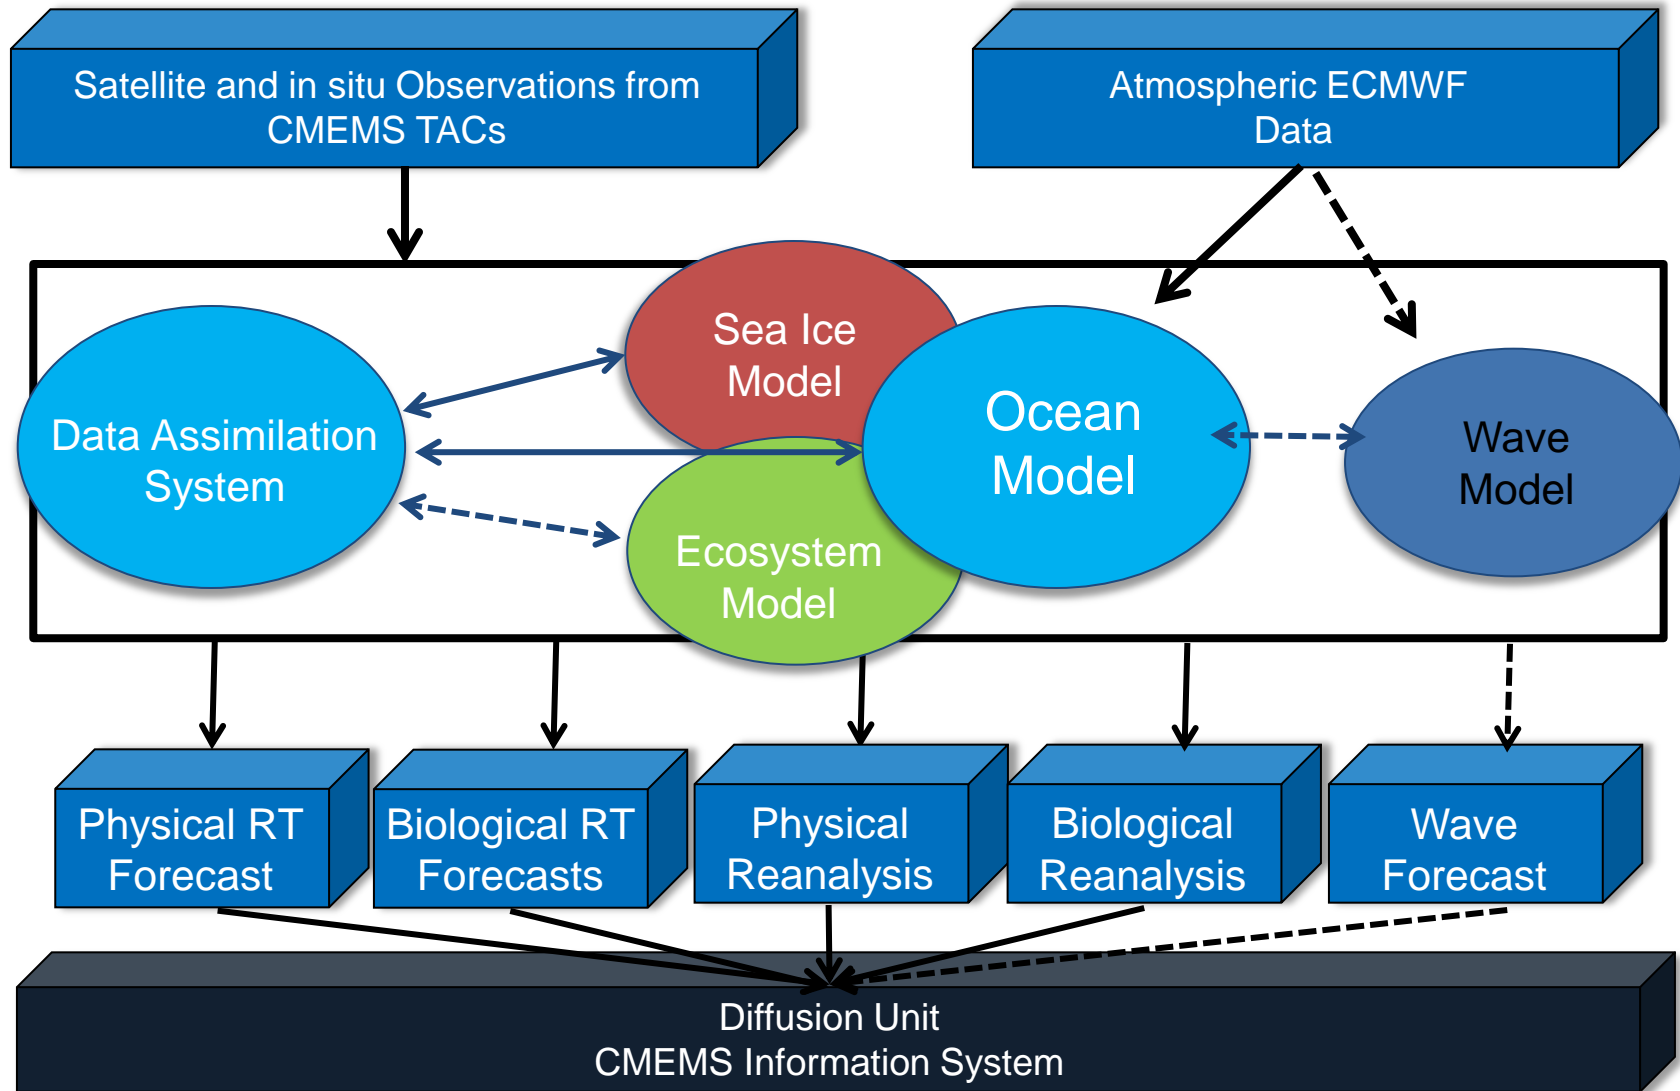 Satellite and in situ Observations from
CMEMS TACs
Atmospheric ECMWF
Data
Sea Ice
Model
Data Assimilation
System
Ocean
Model
Wave
Model
Ecosystem
Model
Physical RT
Forecast
Biological RT
Forecasts
Physical
Reanalysis
Biological
Reanalysis
Wave
Forecast
Diffusion Unit
CMEMS Information System